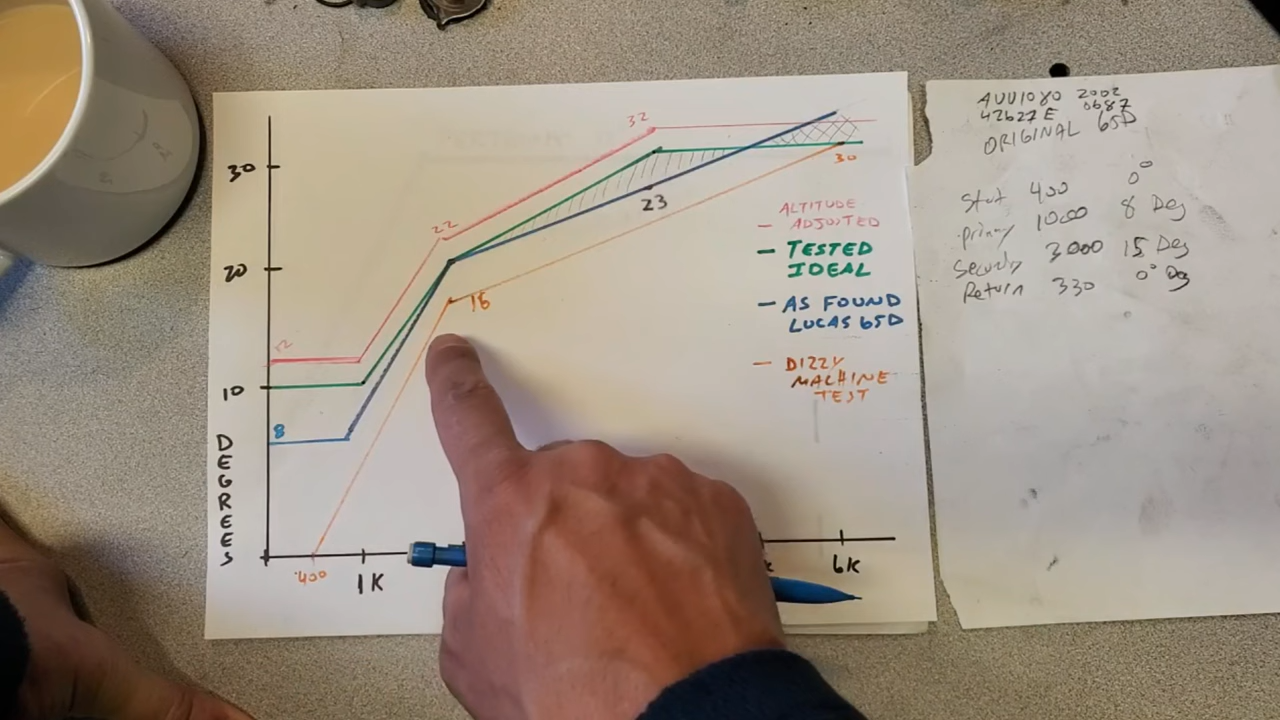 32
30
22
30
23
ALTITUDE
- ADJUSTED
- TESTED
IDEAL
20
- AS FOUND
LUCAS 65D
16
12
- DIZZY
MACHINE
TEST
10
8
DEGREES
.400
1K
k
6K
AUU1080 2002
42627E 0687
ORIGINAL 65D
Start 400 0°
primary 1000 8 Deg
Secondary 3000 15 Deg
Return 330 0° Deg